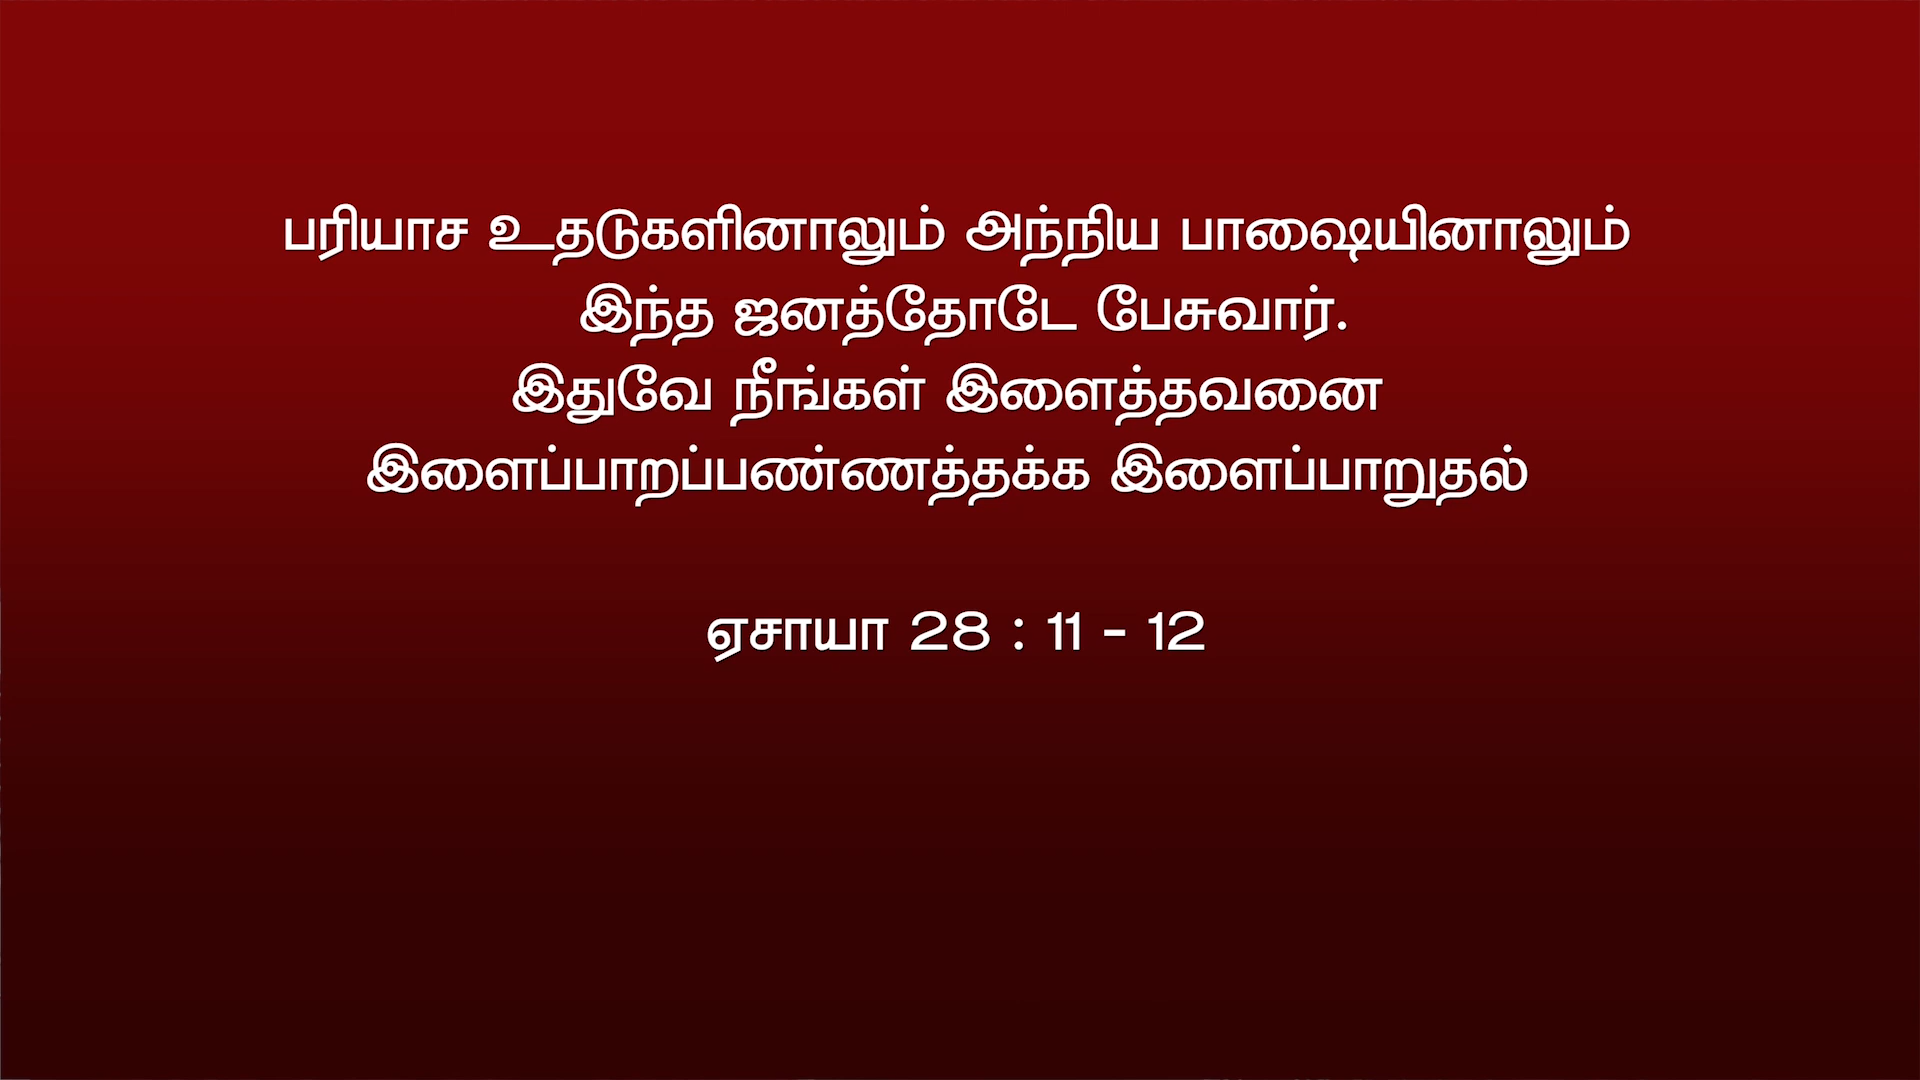 பரியாச உதடுகளினாலும் அந்நிய பாஷையினாலும்
இந்த ஜனத்தோடே பேசுவார்.
இதுவே நீங்கள் இளைத்தவனை
இளைப்பாறப்பண்ணத்தக்க இளைப்பாறுதல்
ஏசாயா 28 : 11 - 12